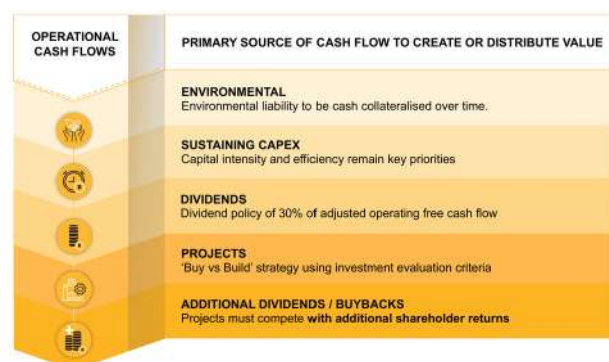 OPERATIONAL
CASH FLOWS
PRIMARY SOURCE OF CASH FLOW TO CREATE OR DISTRIBUTE VALUE
ENVIRONMENTAL
Environmental liability to be cash collateralised over time.
SUSTAINING CAPEX
Capital intensity and efficiency remain key priorities
DIVIDENDS
Dividend policy of 30% of adjusted operating free cash flow
PROJECTS
‘Buy vs Build’ strategy using investment evaluation criteria
ADDITIONAL DIVIDENDS / BUYBACKS
Projects must compete with additional shareholder returns